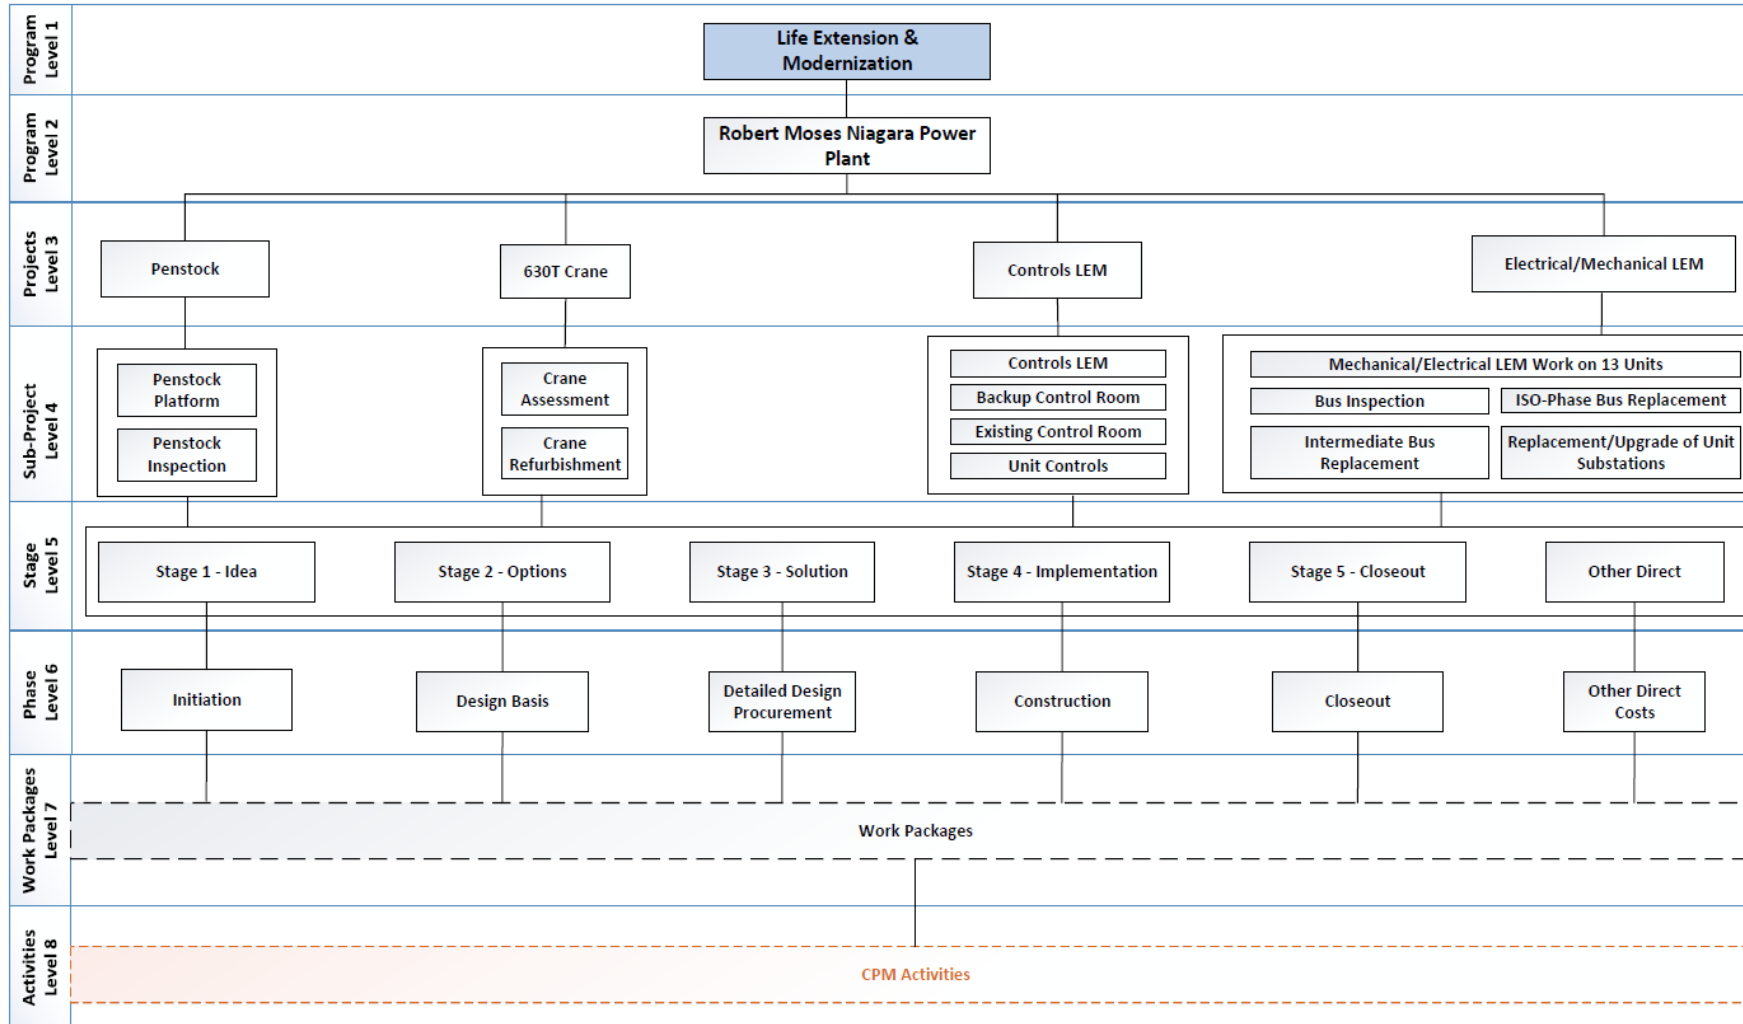 Program
Level 1
Life Extension &
Modernization
Program
Level 2
Robert Moses Niagara Power
Plant
Projects
Level 3
Penstock
630T Crane
Controls LEM
Electrical/Mechanical LEM
Sub-Project
Level 4
Penstock
Platform
Penstock
Inspection
Crane
Assessment
Crane
Refurbishment
Controls LEM
Backup Control Room
Existing Control Room
Unit Controls
Mechanical/Electrical LEM Work on 13 Units
Bus Inspection
ISO-Phase Bus Replacement
Intermediate Bus
Replacement
Replacement/Upgrade of Unit
Substations
Stage
Level 5
Stage 1 - Idea
Stage 2 - Options
Stage 3 - Solution
Stage 4 - Implementation
Stage 5 - Closeout
Other Direct
Phase
Level 6
Initiation
Design Basis
Detailed Design
Procurement
Construction
Closeout
Other Direct
Costs
Work Packages
Level 7
Work Packages
Activities
Level 8
CPM Activities